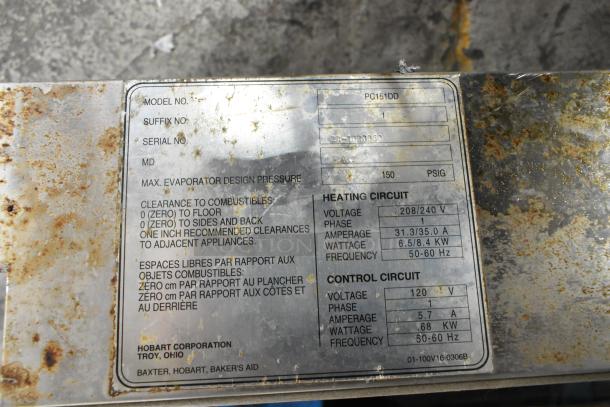 MODEL NO. PC151DD
SUFFIX NO. 1
SERIAL NO.
MD
MAX. EVAPORATOR DESIGN PRESSURE 150 PSIG
CLEARANCE TO COMBUSTIBLES:
0 (ZERO) TO FLOOR
0 (ZERO) TO SIDES AND BACK
ONE INCH RECOMMENDED CLEARANCES
TO ADJACENT APPLIANCES.
ESPACES LIBRES PAR RAPPORT AUX
OBJETS COMBUSTIBLES:
ZERO cm PAR RAPPORT AU PLANCHER
ZERO cm PAR RAPPORT AUX CÔTES ET
AU DERRIÈRE
HOBART CORPORATION
TROY, OHIO
BAXTER, HOBART, BAKER'S AID
HEATING CIRCUIT
VOLTAGE 208/240 V
PHASE 1
AMPERAGE 31.3/35.0 A
WATTAGE 6.5/8.4 KW
FREQUENCY 50-60 Hz
CONTROL CIRCUIT
VOLTAGE 120 V
PHASE 1
AMPERAGE 5.7 A
WATTAGE .68 KW
FREQUENCY 50-60 Hz
01-100V16-0306B